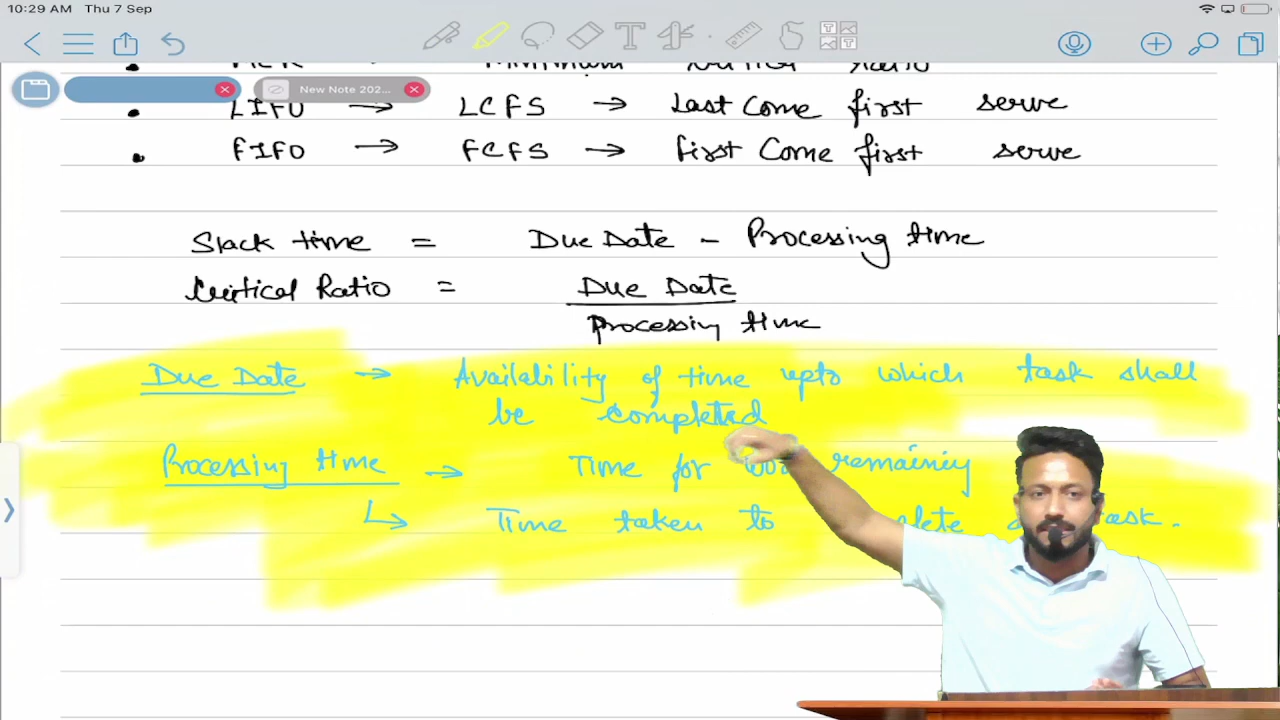 10:29 AM Thu 7 Sep
New Note 202...
LIFO → LCFS → Last Come first serve
FIFO → FCFS → First Come first serve
Slack time = Due Date - Processing time
Critical Ratio = Due Date
Processing time
Due Date → Availability of time upto which task shall
be completed
Processing time → Time for remaining
↳ Time taken to task.